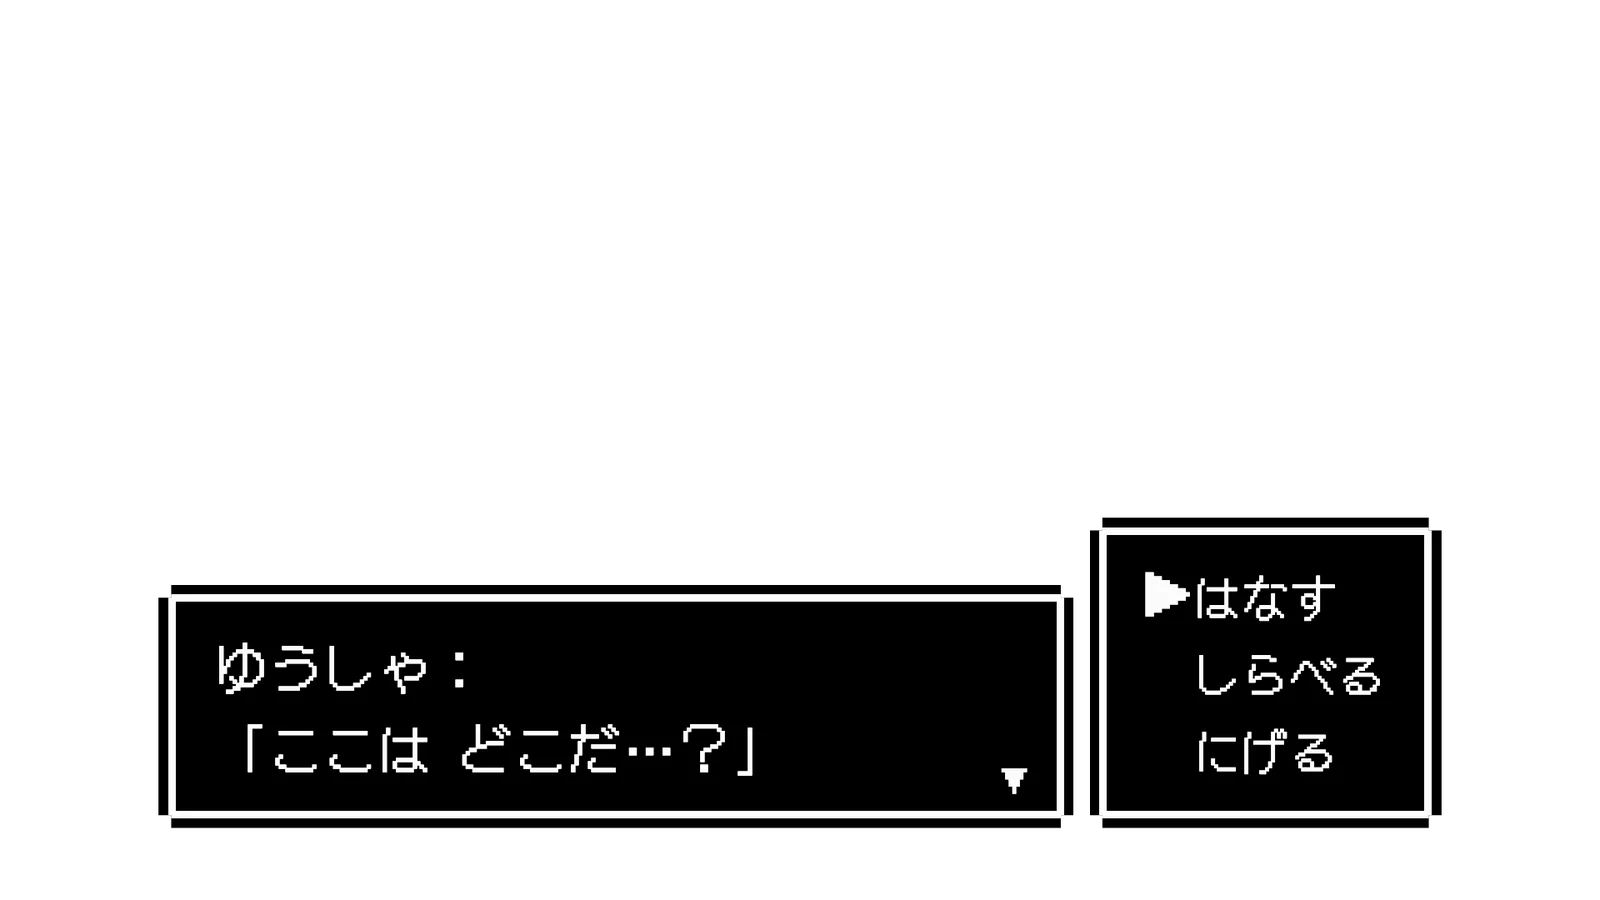 ゆうしゃ：
「ここは どこだ…？」
▼
▶はなす
しらべる
にげる